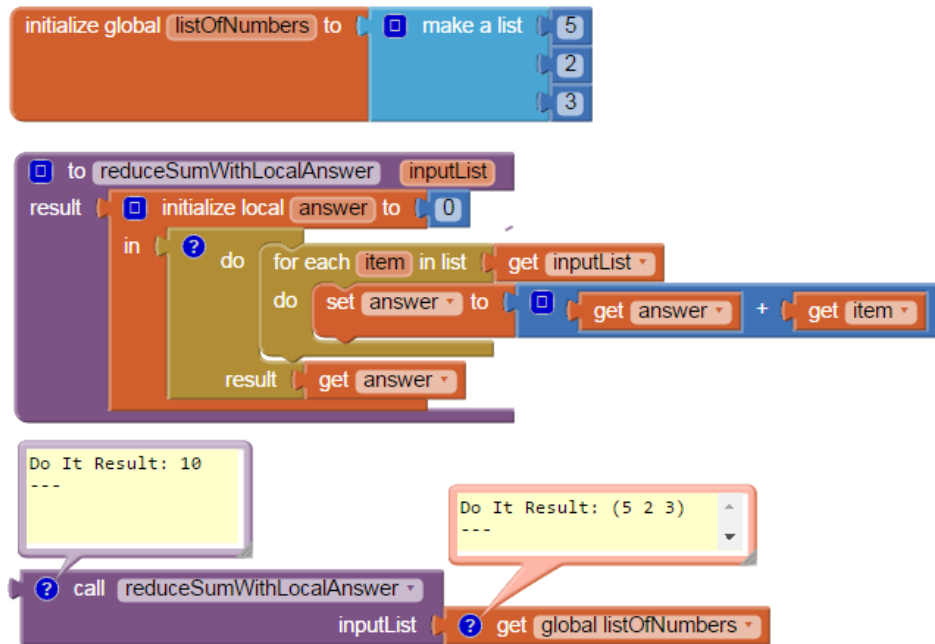 initialize global listOfNumbers to make a list 5
2
3
to reduceSumWithLocalAnswer inputList
result initialize local answer to 0
in ? do for each item in list get inputList
do set answer to get answer + get item
result get answer
Do It Result: 10
---
Do It Result: (5 2 3)
---
? call reduceSumWithLocalAnswer
inputList ? get global listOfNumbers